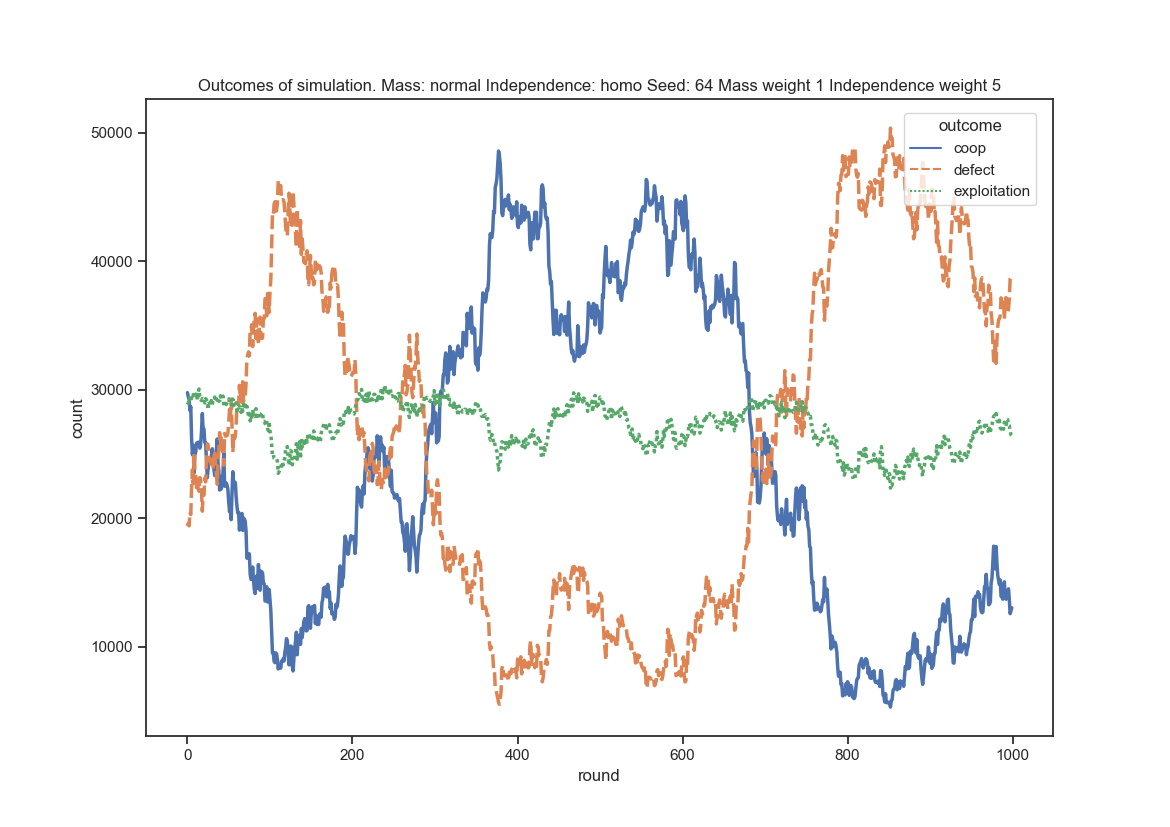 Outcomes of simulation. Mass: normal Independence: homo Seed: 64 Mass weight 1 Independence weight 5
outcome
coop
defect
exploitation
50000
40000
30000
20000
10000
count
0 200 400 600 800 1000
round